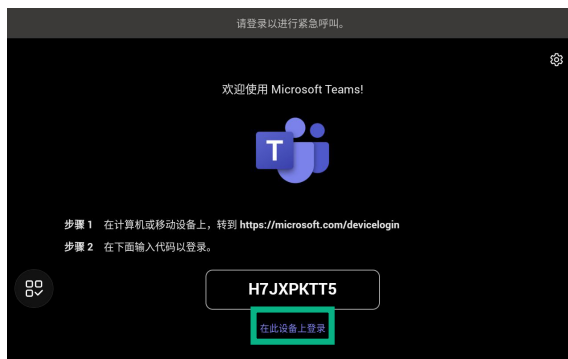 请登录以进行紧急呼叫。
欢迎使用 Microsoft Teams!
T
步骤 1 在计算机或移动设备上，转到 https://microsoft.com/devicelogin
步骤 2 在下面输入代码以登录。
H7JXPKTT5
在此设备上登录